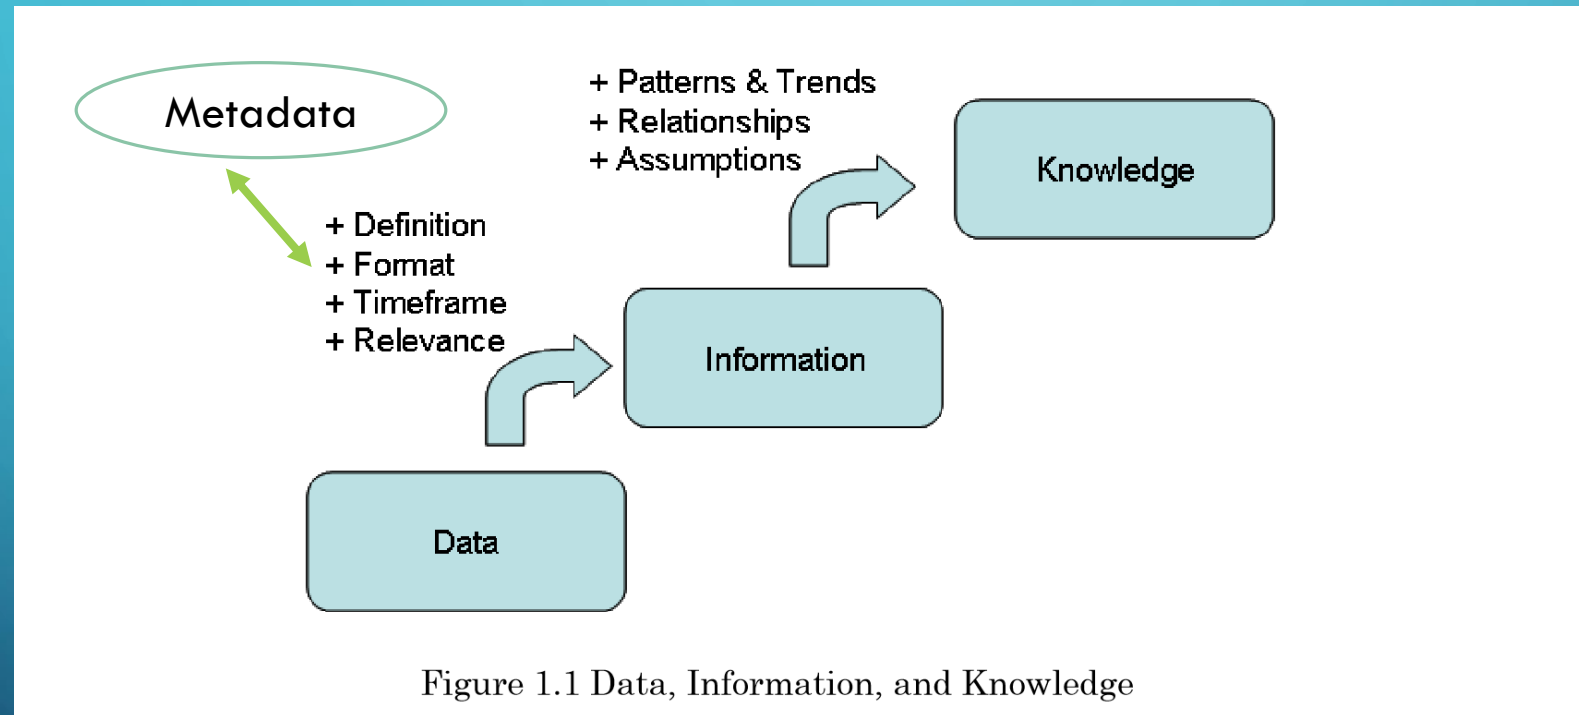 Metadata
+ Patterns & Trends
+ Relationships
+ Assumptions
Knowledge
+ Definition
+ Format
+ Timeframe
+ Relevance
Information
Data
Figure 1.1 Data, Information, and Knowledge